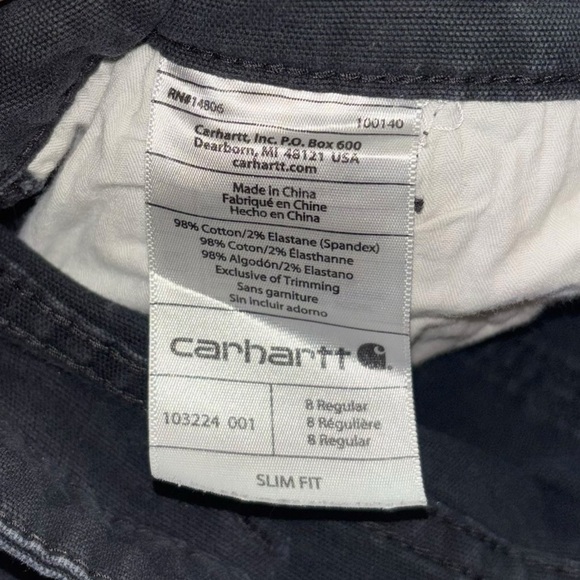 RN#14806
100140
Carhartt, Inc. P.O. Box 600
Dearborn, MI 48121 USA
carhartt.com
Made in China
Fabriqué en Chine
Hecho en China
98% Cotton/2% Elastane (Spandex)
98% Coton/2% Élasthanne
98% Algodón/2% Elastano
Exclusive of Trimming
Sans garniture
Sin incluir adorno
carhartt
103224 001
8 Regular
8 Régulière
8 Regular
SLIM FIT